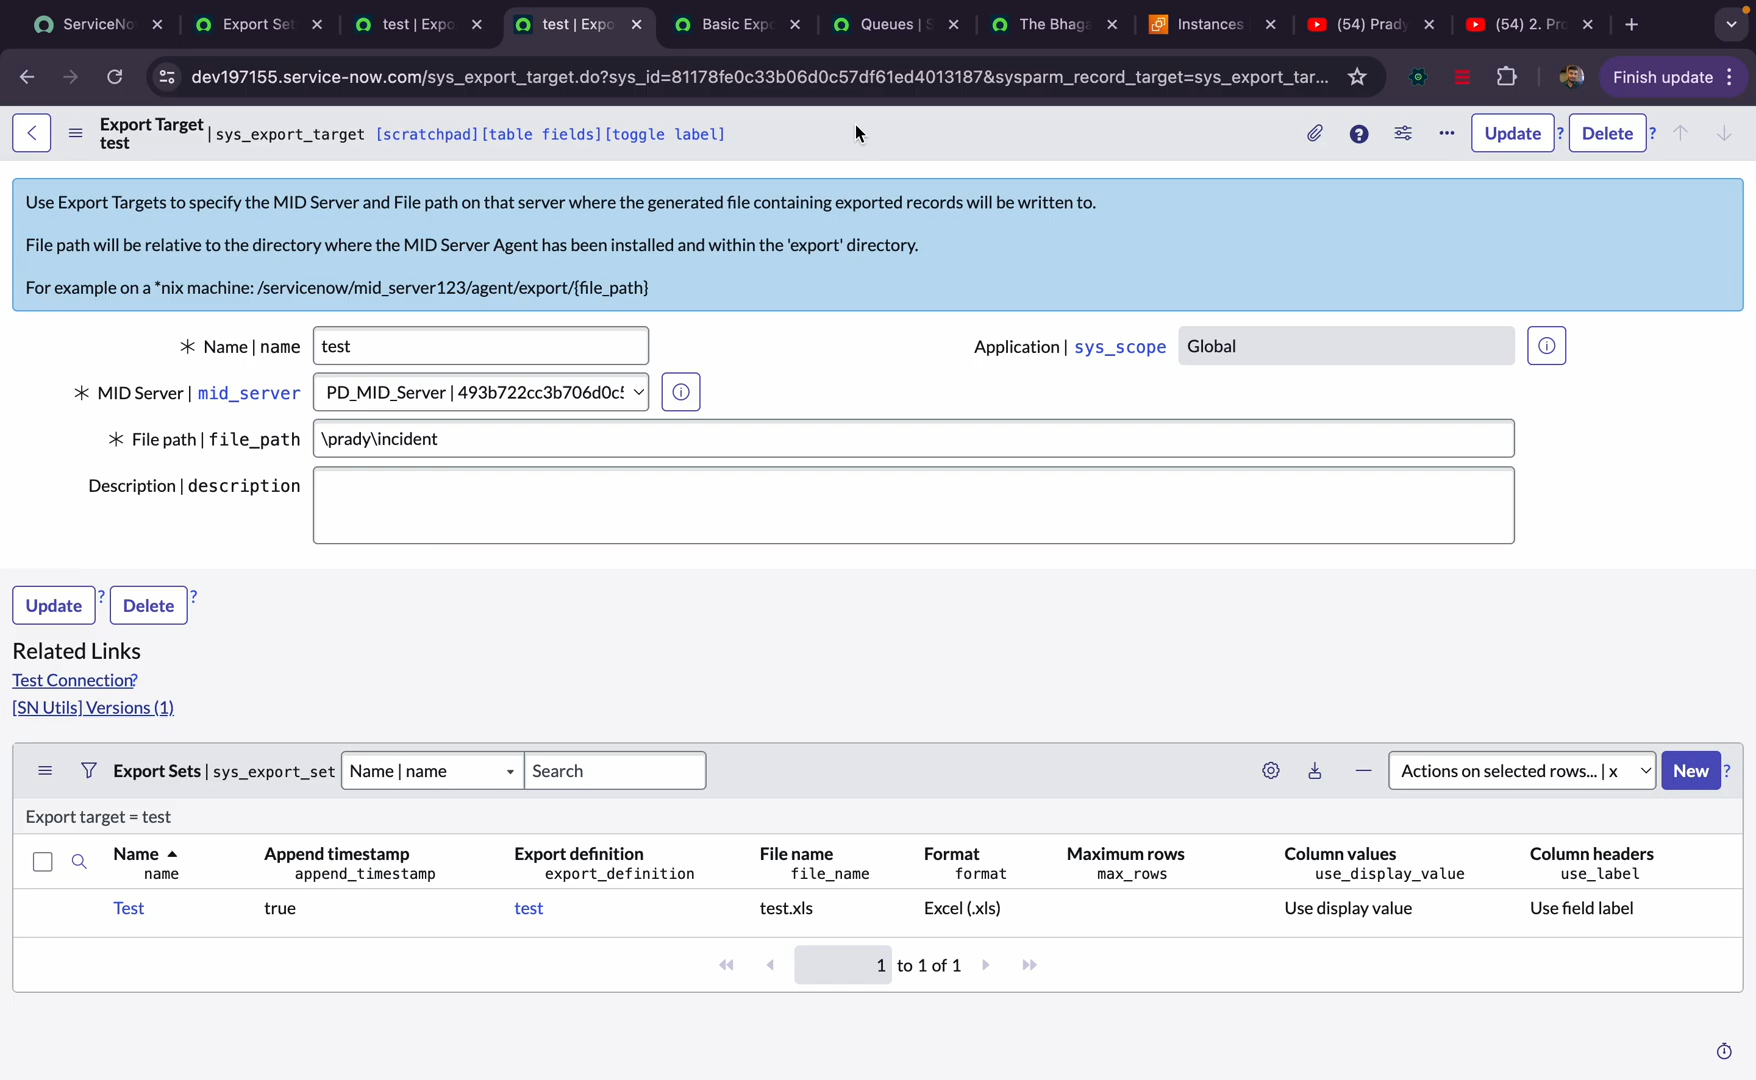 ServiceNo
Export Set
test | Expo
test | Expo
Basic Expo
Queues | S
The Bhaga
Instances
(54) Prady
(54) 2. Pro
dev197155.service-now.com/sys_export_target.do?sys_id=81178fe0c33b06d0c57df61ed4013187&sysparm_record_target=sys_export_tar...
Finish update
Export Target
test
| sys_export_target [scratchpad][table fields][toggle label]
Update ?
Delete ?
Use Export Targets to specify the MID Server and File path on that server where the generated file containing exported records will be written to.
File path will be relative to the directory where the MID Server Agent has been installed and within the 'export' directory.
For example on a *nix machine: /servicenow/mid_server123/agent/export/{file_path}
Name | name test
Application | sys_scope Global
MID Server | mid_server PD_MID_Server | 493b722cc3b706d0c5
File path | file_path \prady\incident
Description | description
Update ? Delete ?
Related Links
Test Connection?
[SN Utils] Versions (1)
Export Sets | sys_export_set Name | name Search Actions on selected rows... | x New ?
Export target = test
Name Append timestamp Export definition File name Format Maximum rows Column values Column headers
name append_timestamp export_definition file_name format max_rows use_display_value use_label
Test true test test.xls Excel (.xls) Use display value Use field label
1 to 1 of 1